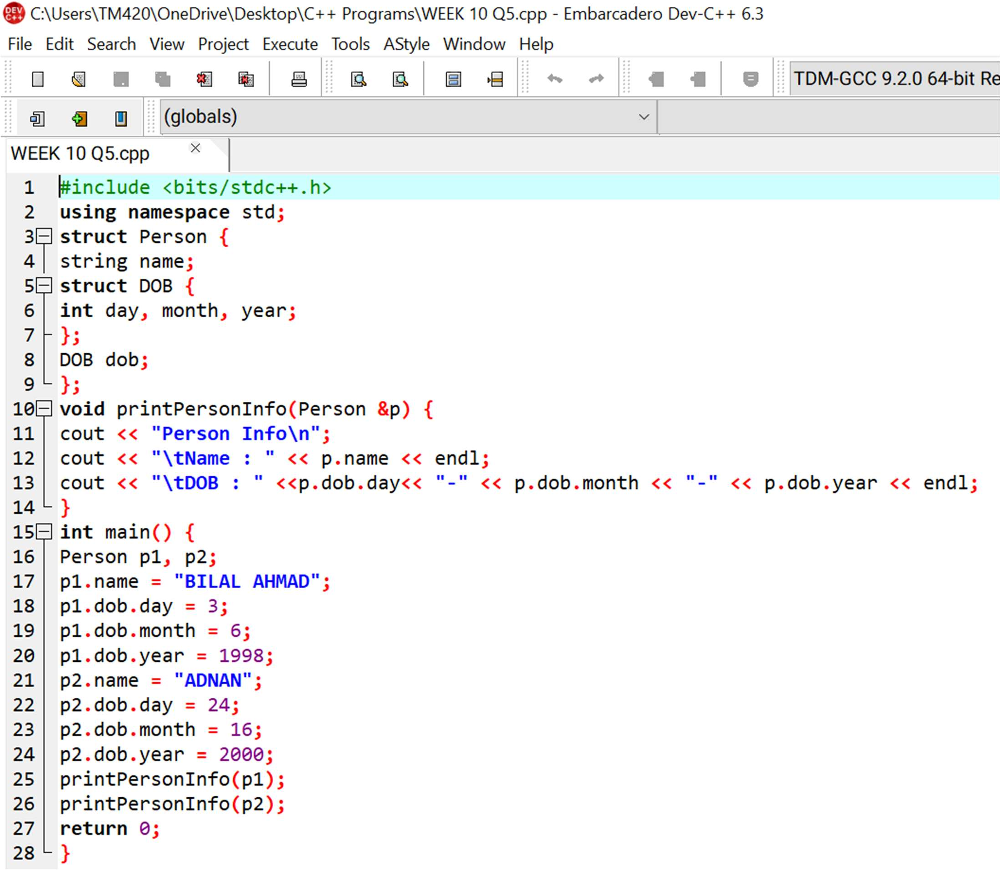 DEV C++ C:\Users\TM420\OneDrive\Desktop\C++ Programs\WEEK 10 Q5.cpp - Embarcadero Dev-C++ 6.3
File Edit Search View Project Execute Tools AStyle Window Help
TDM-GCC 9.2.0 64-bit Re
(globals)
WEEK 10 Q5.cpp
1 #include <bits/stdc++.h>
2 using namespace std;
3 struct Person {
4 string name;
5 struct DOB {
6 int day, month, year;
7 };
8 DOB dob;
9 };
10 void printPersonInfo(Person &p) {
11 cout << "Person Info\n";
12 cout << "\tName : " << p.name << endl;
13 cout << "\tDOB : " <<p.dob.day<< "-" << p.dob.month << "-" << p.dob.year << endl;
14 }
15 int main() {
16 Person p1, p2;
17 p1.name = "BILAL AHMAD";
18 p1.dob.day = 3;
19 p1.dob.month = 6;
20 p1.dob.year = 1998;
21 p2.name = "ADNAN";
22 p2.dob.day = 24;
23 p2.dob.month = 16;
24 p2.dob.year = 2000;
25 printPersonInfo(p1);
26 printPersonInfo(p2);
27 return 0;
28 }